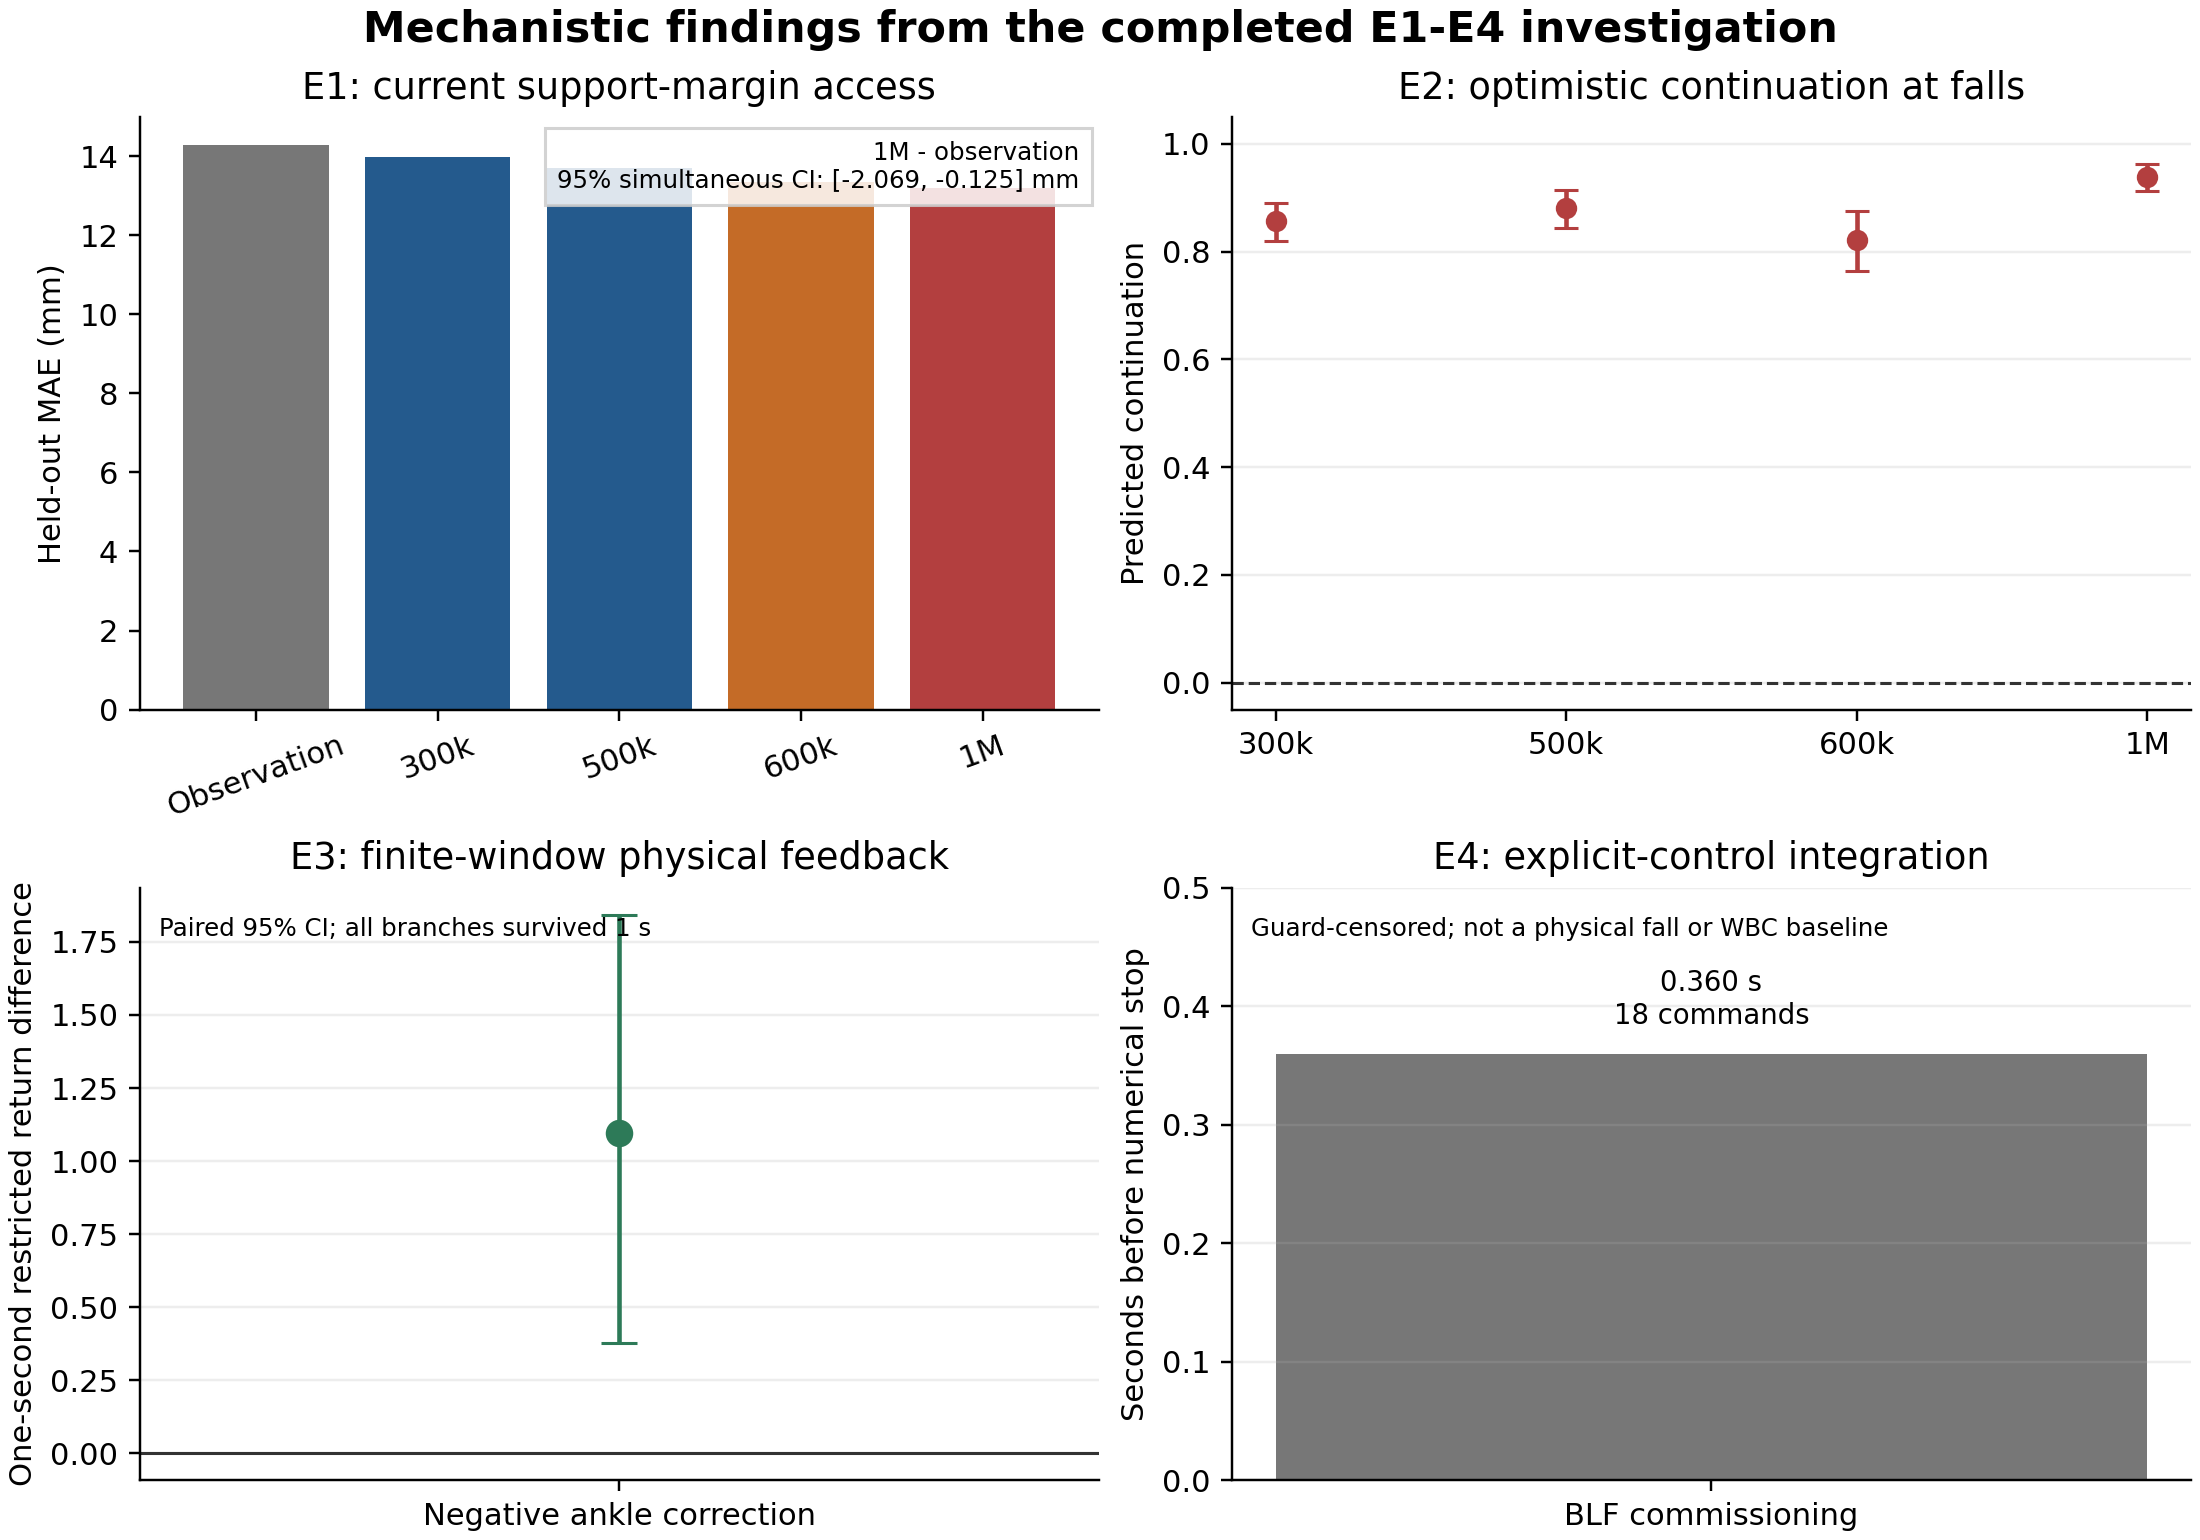 Mechanistic findings from the completed E1-E4 investigation
E1: current support-margin access
Held-out MAE (mm)
14
12
10
8
6
4
2
0
1M - observation
95% simultaneous CI: [-2.069, -0.125] mm
Observation
300k
500k
600k
1M
E2: optimistic continuation at falls
Predicted continuation
1.0
0.8
0.6
0.4
0.2
0.0
300k
500k
600k
1M
E3: finite-window physical feedback
One-second restricted return difference
Paired 95% CI; all branches survived 1 s
1.75
1.50
1.25
1.00
0.75
0.50
0.25
0.00
Negative ankle correction
E4: explicit-control integration
Seconds before numerical stop
0.5
0.4
0.3
0.2
0.1
0.0
Guard-censored; not a physical fall or WBC baseline
0.360 s
18 commands
BLF commissioning